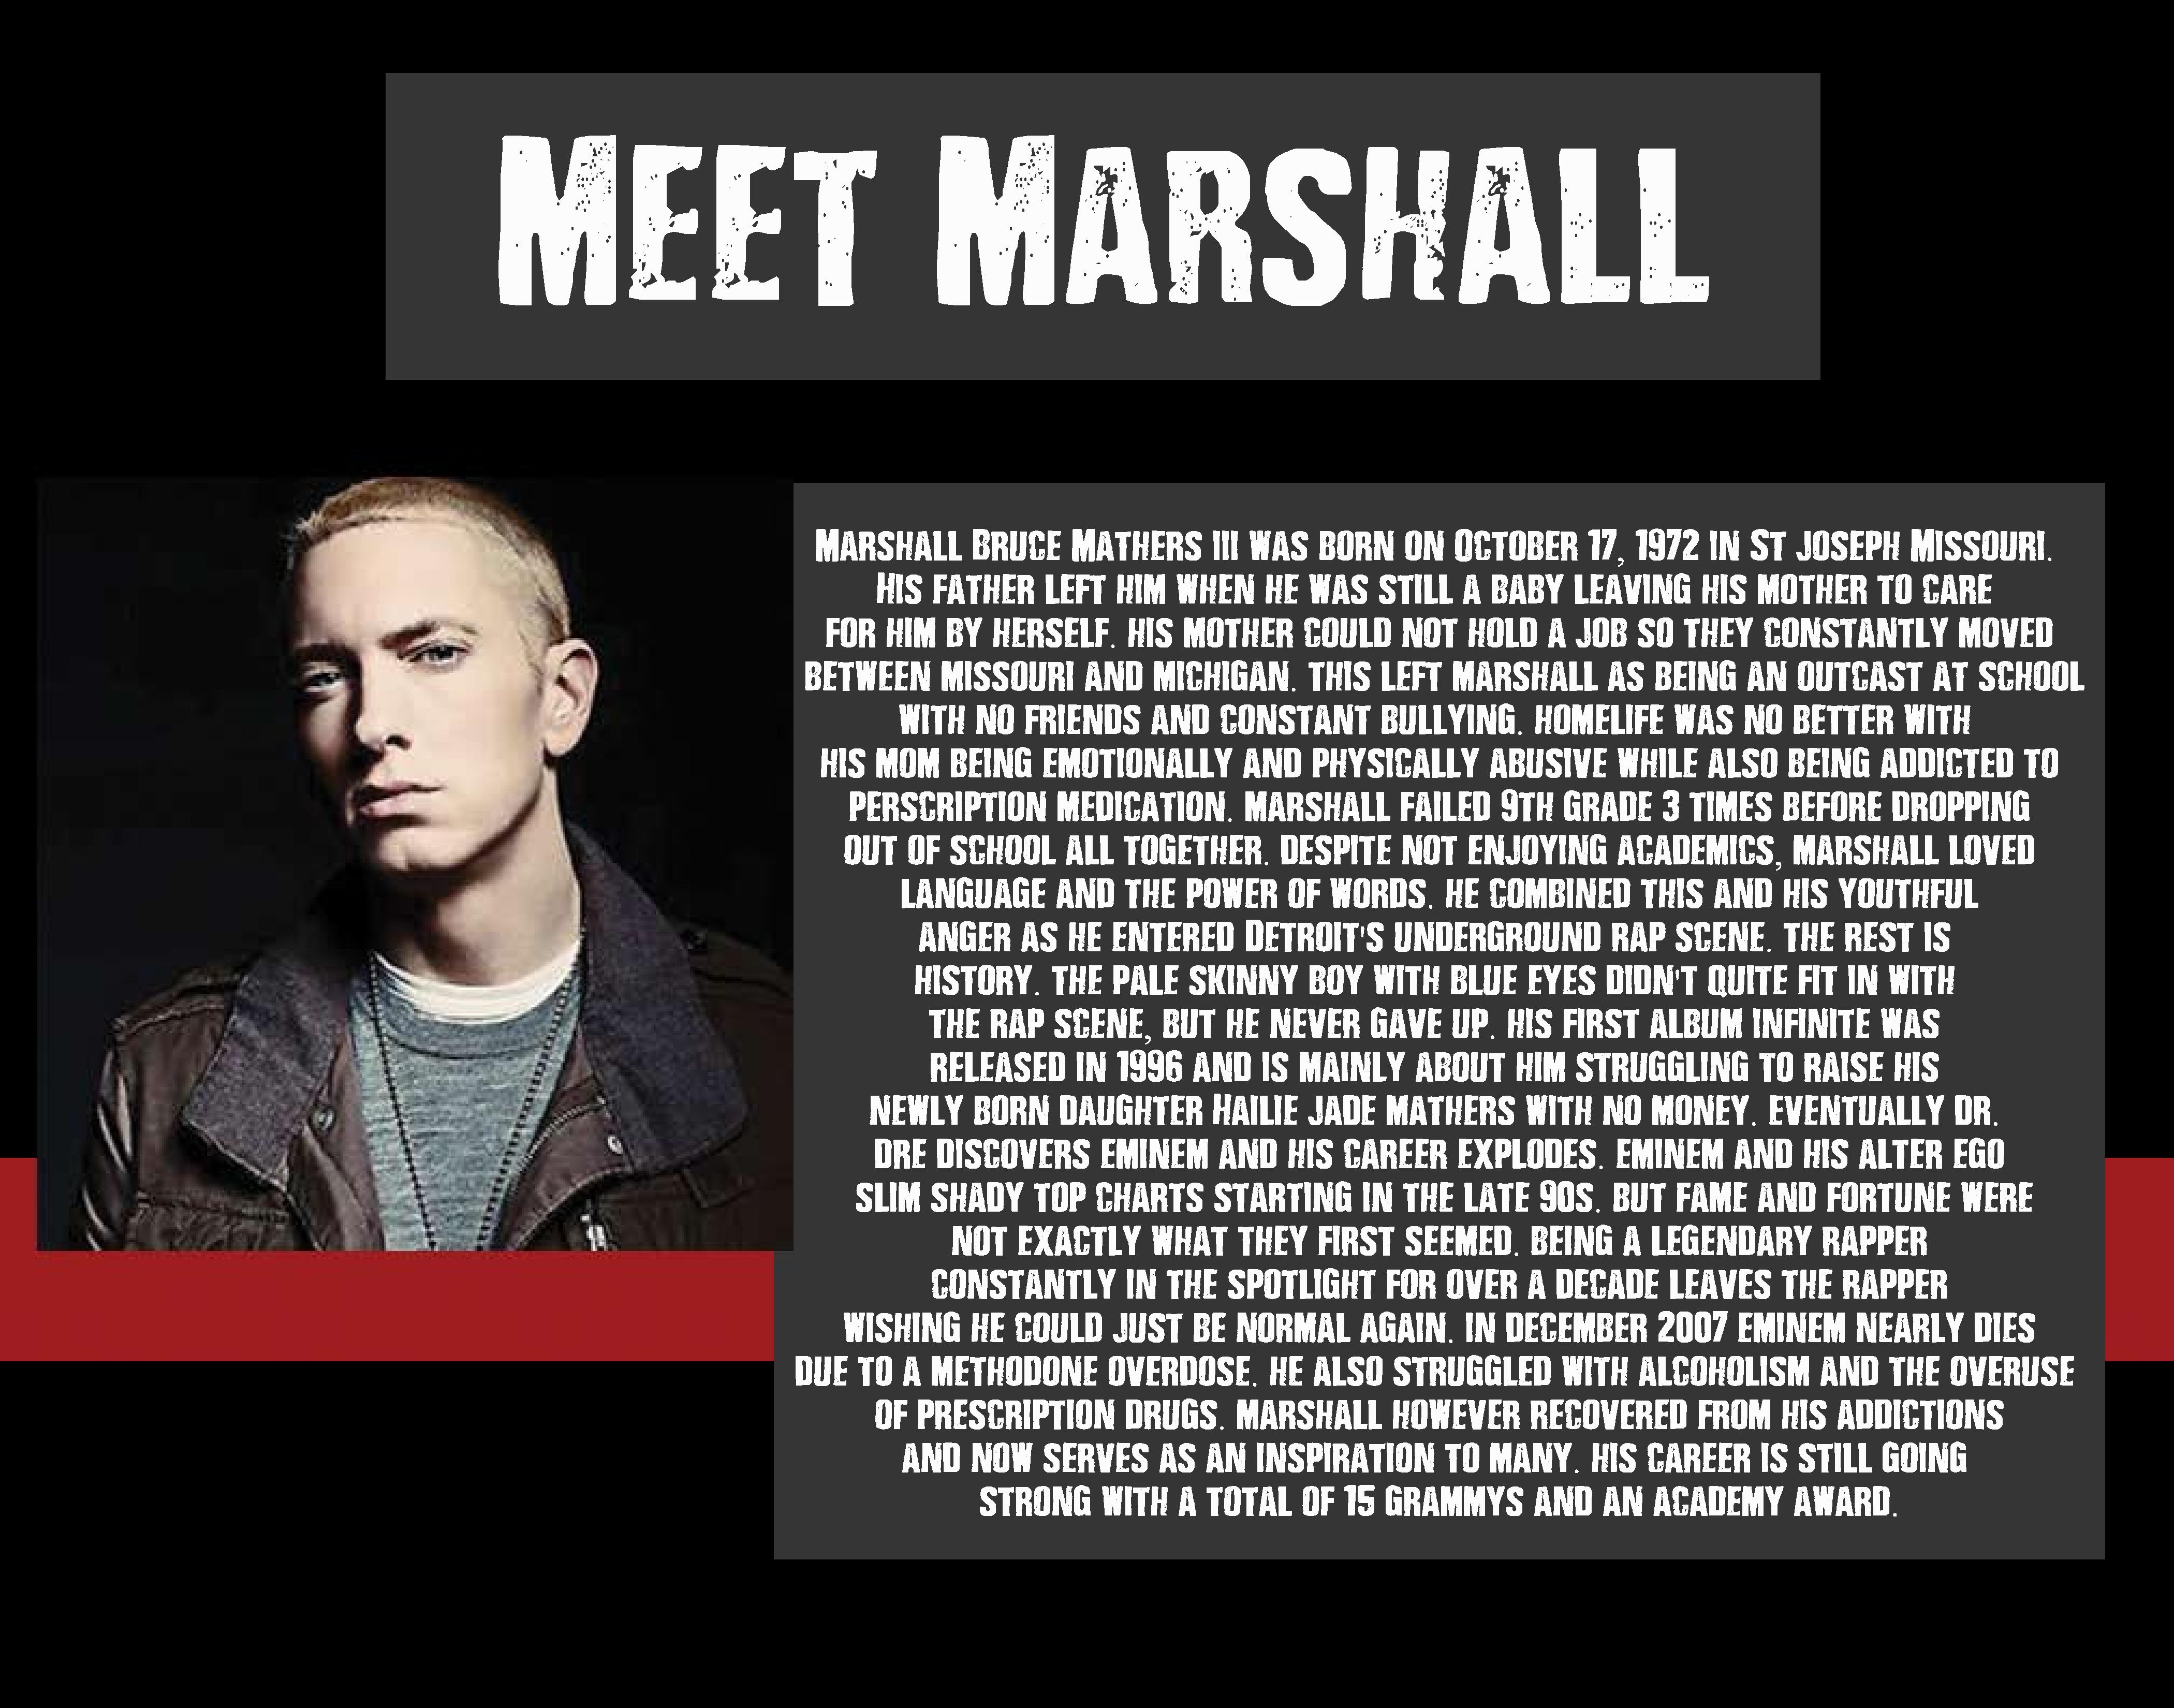 Meet Marshall
Marshall Bruce Mathers III was born on October 17, 1972 in St Joseph Missouri.
His father left him when he was still a baby leaving his mother to care
for him by herself. His mother could not hold a job so they constantly moved
between Missouri and Michigan. This left Marshall as being an outcast at school
with no friends and constant bullying. Homelife was no better with
his mom being emotionally and physically abusive while also being addicted to
perscription medication. Marshall failed 9th grade 3 times before dropping
out of school all together. Despite not enjoying academics, Marshall loved
language and the power of words. He combined this and his youthful
anger as he entered Detroit's underground rap scene. The rest is
history. The pale skinny boy with blue eyes didn't quite fit in with
the rap scene, but he never gave up. His first album Infinite was
released in 1996 and is mainly about him struggling to raise his
newly born daughter Hailie Jade Mathers with no money. Eventually Dr.
Dre discovers Eminem and his career explodes. Eminem and his alter ego
Slim Shady top charts starting in the late 90s. But fame and fortune were
not exactly what they first seemed. Being a legendary rapper
constantly in the spotlight for over a decade leaves the rapper
wishing he could just be normal again. In December 2007 Eminem nearly dies
due to a methodone overdose. He also struggled with alcoholism and the overuse
of prescription drugs. Marshall however recovered from his addictions
and now serves as an inspiration to many. His career is still going
strong with a total of 15 Grammys and an Academy Award.